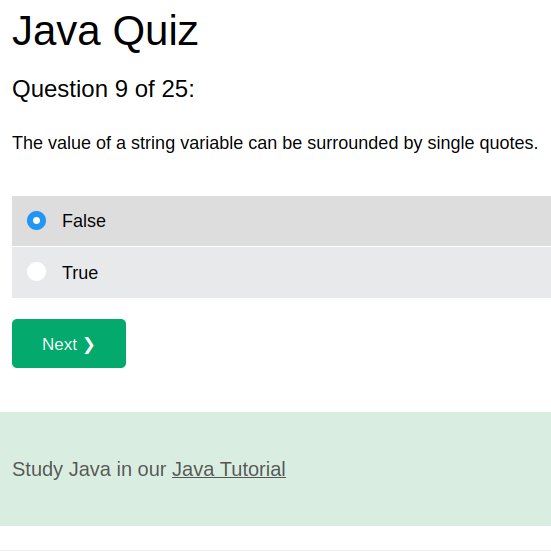 Java Quiz
Question 9 of 25:
The value of a string variable can be surrounded by single quotes.
False
True
Next ❯
Study Java in our Java Tutorial